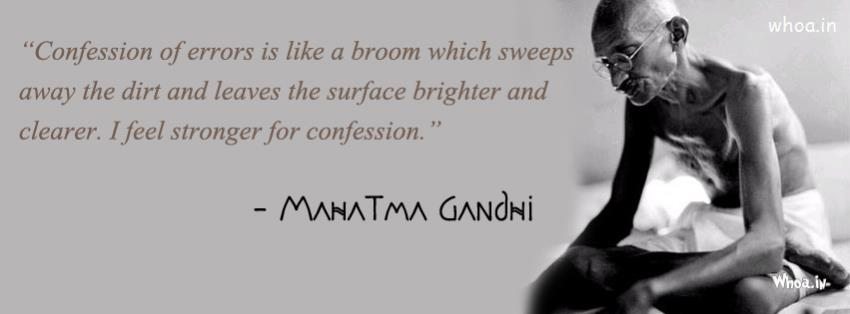 whoa.in
“Confession of errors is like a broom which sweeps
away the dirt and leaves the surface brighter and
clearer. I feel stronger for confession.”
- Mahatma Gandhi
Whoa.in